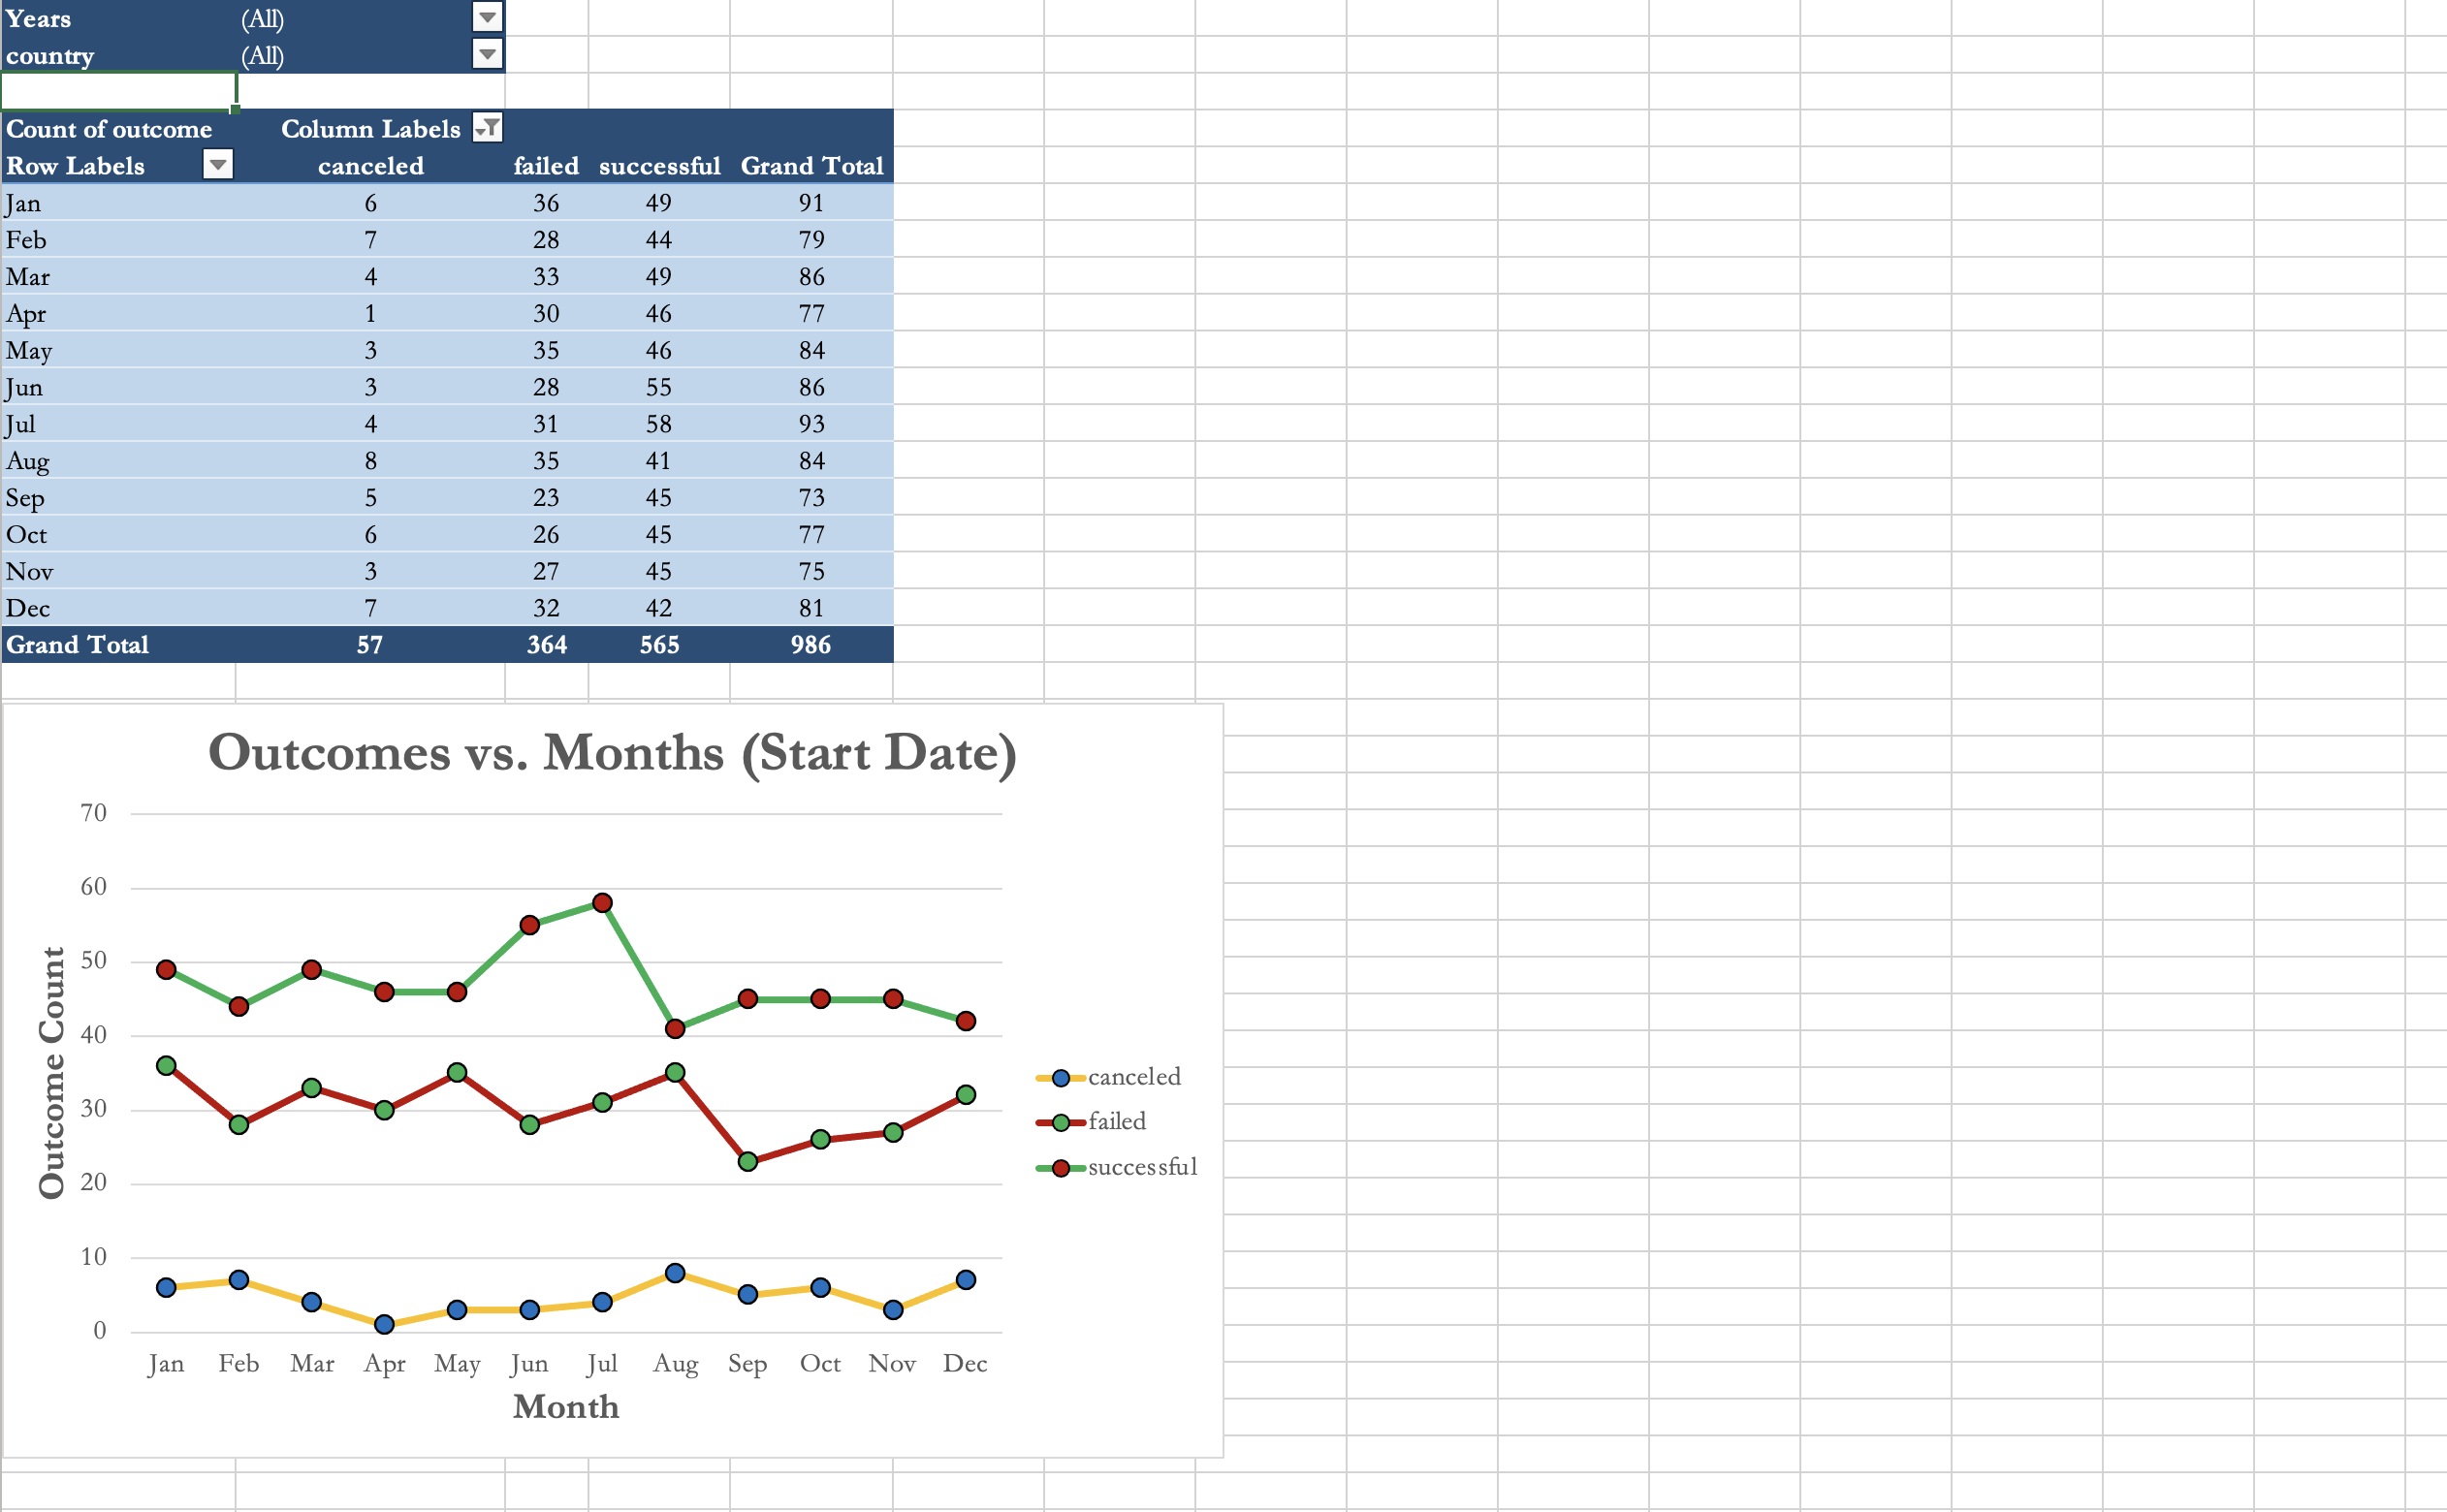 Years (All)
country (All)
Count of outcome Column Labels
Row Labels canceled failed successful Grand Total
Jan 6 36 49 91
Feb 7 28 44 79
Mar 4 33 49 86
Apr 1 30 46 77
May 3 35 46 84
Jun 3 28 55 86
Jul 4 31 58 93
Aug 8 35 41 84
Sep 5 23 45 73
Oct 6 26 45 77
Nov 3 27 45 75
Dec 7 32 42 81
Grand Total 57 364 565 986
Outcomes vs. Months (Start Date)
Outcome Count
70
60
50
40
30
20
10
0
Jan Feb Mar Apr May Jun Jul Aug Sep Oct Nov Dec
Month
canceled
failed
successful